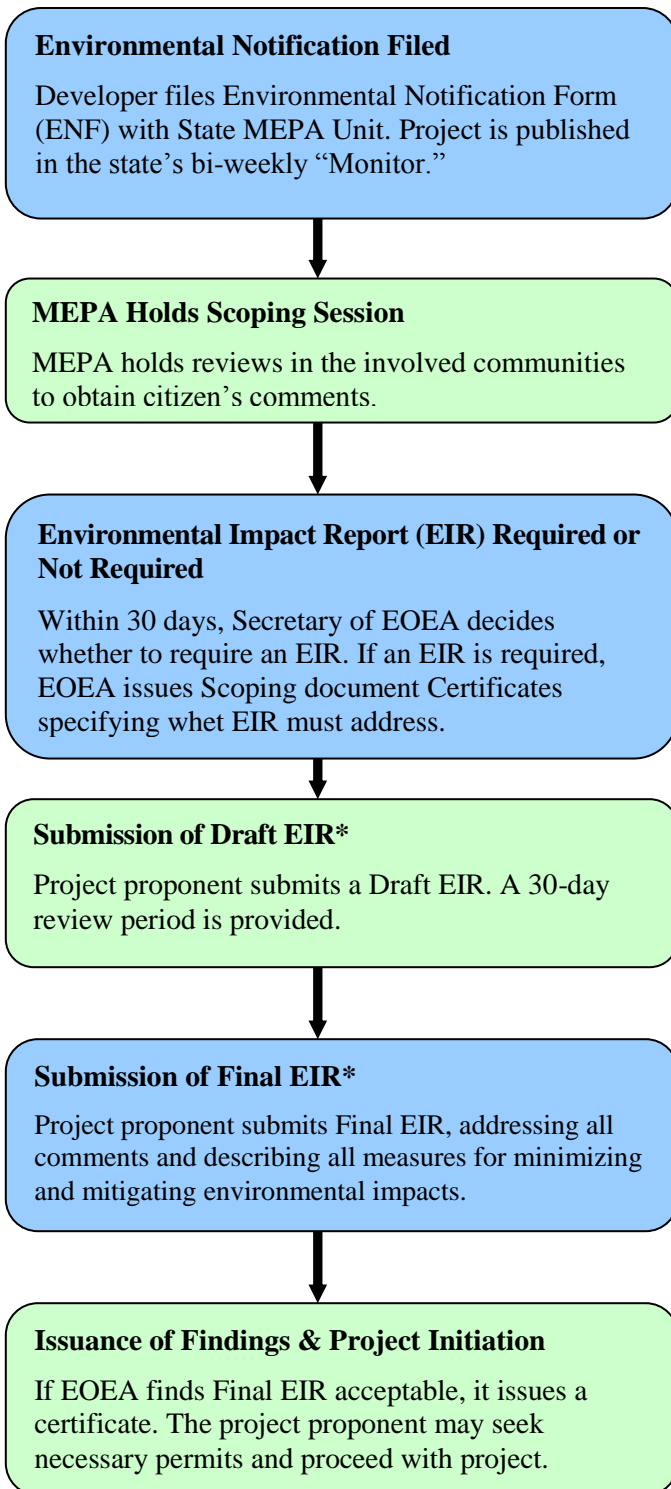 Environmental Notification Filed
Developer files Environmental Notification Form
(ENF) with State MEPA Unit. Project is published
in the state’s bi-weekly “Monitor.”
MEPA Holds Scoping Session
MEPA holds reviews in the involved communities
to obtain citizen’s comments.
Environmental Impact Report (EIR) Required or
Not Required
Within 30 days, Secretary of EOEA decides
whether to require an EIR. If an EIR is required,
EOEA issues Scoping document Certificates
specifying whet EIR must address.
Submission of Draft EIR*
Project proponent submits a Draft EIR. A 30-day
review period is provided.
Submission of Final EIR*
Project proponent submits Final EIR, addressing all
comments and describing all measures for minimizing
and mitigating environmental impacts.
Issuance of Findings & Project Initiation
If EOEA finds Final EIR acceptable, it issues a
certificate. The project proponent may seek
necessary permits and proceed with project.